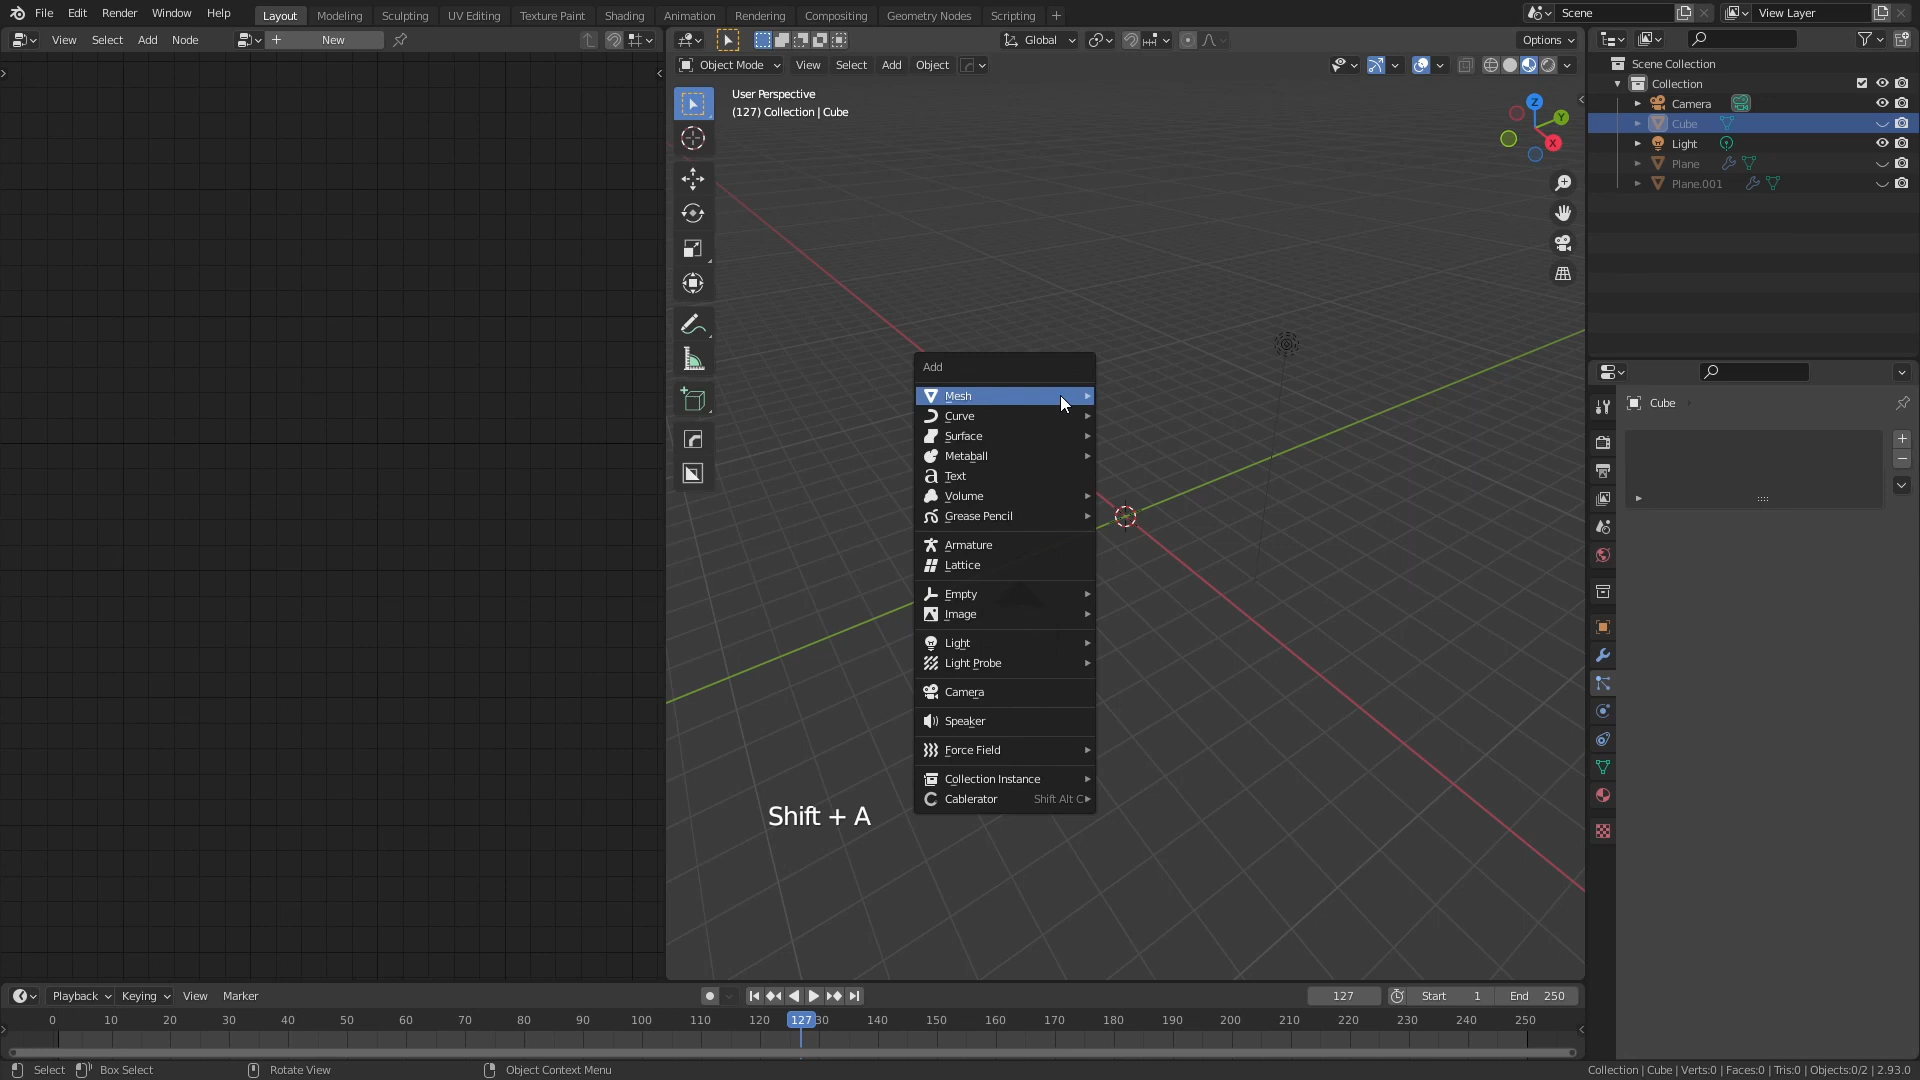 File Edit Render Window Help Layout Modeling Sculpting UV Editing Texture Paint Shading Animation Rendering Compositing Geometry Nodes Scripting + Scene View Layer
View Select Add Node + New Global Options
Object Mode View Select Add Object
User Perspective
(127) Collection | Cube
Z
Y
X
Scene Collection
Collection
Camera
Cube
Light
Plane
Plane.001
Cube
Add
Mesh
Curve
Surface
Metaball
Text
Volume
Grease Pencil
Armature
Lattice
Empty
Image
Light
Light Probe
Camera
Speaker
Force Field
Collection Instance
Cablerator Shift Alt C
Shift + A
Playback Keying View Marker 127 Start 1 End 250
0 10 20 30 40 50 60 70 80 90 100 110 120 127 30 140 150 160 170 180 190 200 210 220 230 240 250
Select Box Select Rotate View Object Context Menu Collection | Cube | Verts:0 | Faces:0 | Tris:0 | Objects:0/2 | 2.93.0